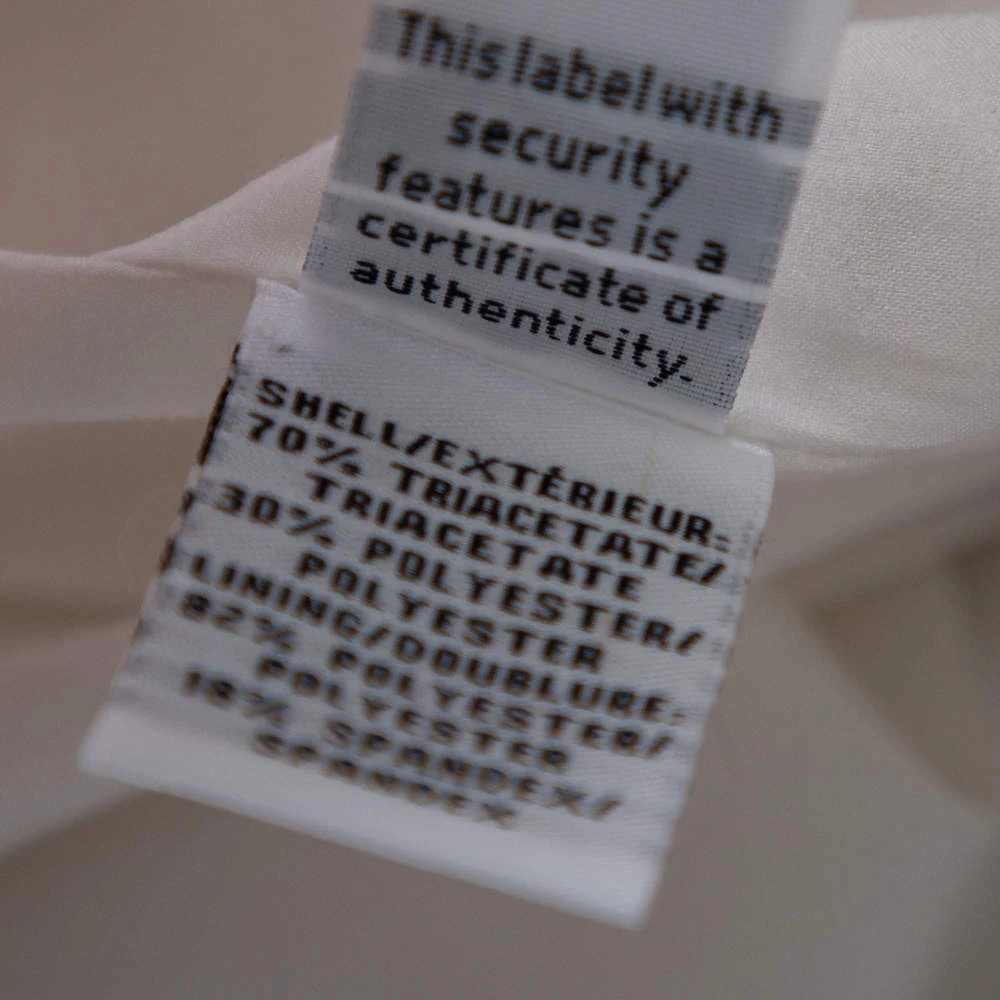 This label with
security
features is a
certificate of
authenticity.
SHELL/EXTÉRIEUR:
70% TRIACETATE/
TRIACETATE
30% POLYESTER/
POLYESTER
LINING/DOUBLURE:
82% POLYESTER/
POLYESTER
18% SPANDEX/
SPANDEX